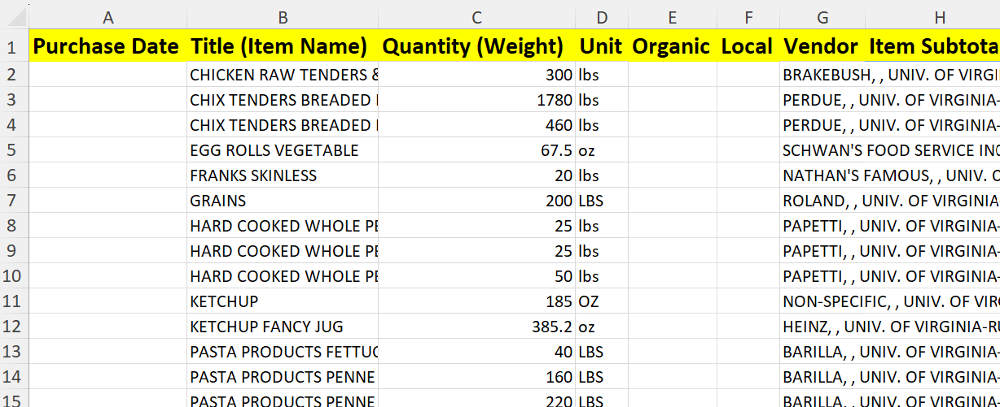 A B C D E F G H
1 Purchase Date Title (Item Name) Quantity (Weight) Unit Organic Local Vendor Item Subtota
2 CHICKEN RAW TENDERS & 300 lbs BRAKEBUSH, , UNIV. OF VIRGI
3 CHIX TENDERS BREADED 1780 lbs PERDUE, , UNIV. OF VIRGINIA-
4 CHIX TENDERS BREADED 460 lbs PERDUE, , UNIV. OF VIRGINIA-
5 EGG ROLLS VEGETABLE 67.5 oz SCHWAN'S FOOD SERVICE INC
6 FRANKS SKINLESS 20 lbs NATHAN'S FAMOUS, , UNIV. O
7 GRAINS 200 LBS ROLAND, , UNIV. OF VIRGINIA-
8 HARD COOKED WHOLE PE 25 lbs PAPETTI, , UNIV. OF VIRGINIA-
9 HARD COOKED WHOLE PE 25 lbs PAPETTI, , UNIV. OF VIRGINIA-
10 HARD COOKED WHOLE PE 50 lbs PAPETTI, , UNIV. OF VIRGINIA-
11 KETCHUP 185 OZ NON-SPECIFIC, , UNIV. OF VIR
12 KETCHUP FANCY JUG 385.2 oz HEINZ, , UNIV. OF VIRGINIA-RU
13 PASTA PRODUCTS FETTUC 40 LBS BARILLA, , UNIV. OF VIRGINIA-
14 PASTA PRODUCTS PENNE 160 LBS BARILLA, , UNIV. OF VIRGINIA-
15 PASTA PRODUCTS PENNE 220 LBS BARILLA, , UNIV. OF VIRGINIA-